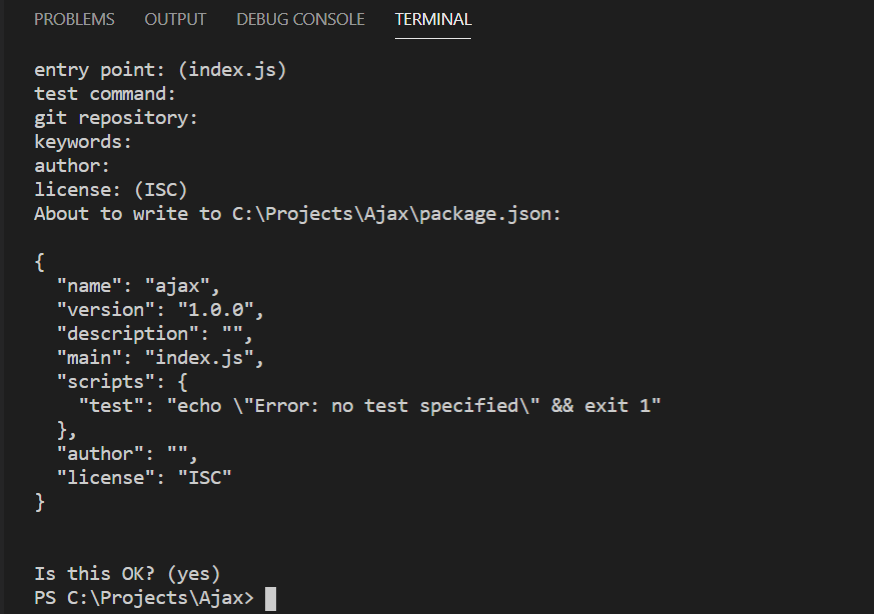 PROBLEMS OUTPUT DEBUG CONSOLE TERMINAL
entry point: (index.js)
test command:
git repository:
keywords:
author:
license: (ISC)
About to write to C:\Projects\Ajax\package.json:
{
  "name": "ajax",
  "version": "1.0.0",
  "description": "",
  "main": "index.js",
  "scripts": {
    "test": "echo \"Error: no test specified\" && exit 1"
  },
  "author": "",
  "license": "ISC"
}
Is this OK? (yes)
PS C:\Projects\Ajax>